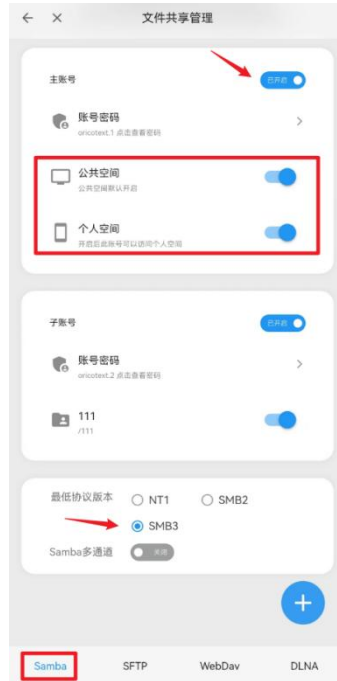 文件共享管理
主账号
已开启
账号密码
oricotext.1 点击查看密码
公共空间
公共空间默认开启
个人空间
开启后此账号可以访问个人空间
子账号
已开启
账号密码
oricotext.2 点击查看密码
111
/111
最低协议版本
NT1
SMB2
SMB3
Samba多通道
关闭
Samba
SFTP
WebDav
DLNA